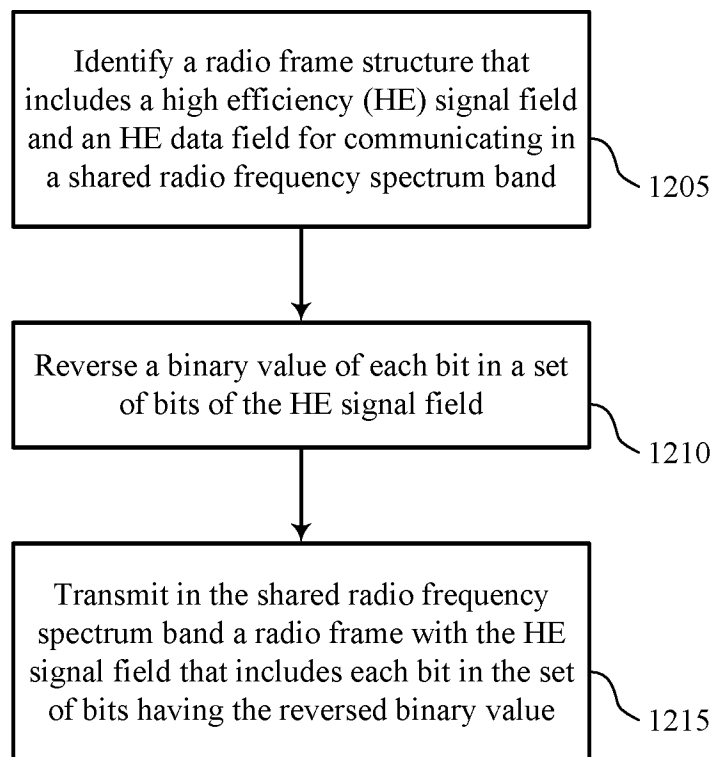 Identify a radio frame structure that
includes a high efficiency (HE) signal field
and an HE data field for communicating in
a shared radio frequency spectrum band
1205
Reverse a binary value of each bit in a set
of bits of the HE signal field
1210
Transmit in the shared radio frequency
spectrum band a radio frame with the HE
signal field that includes each bit in the set
of bits having the reversed binary value
1215